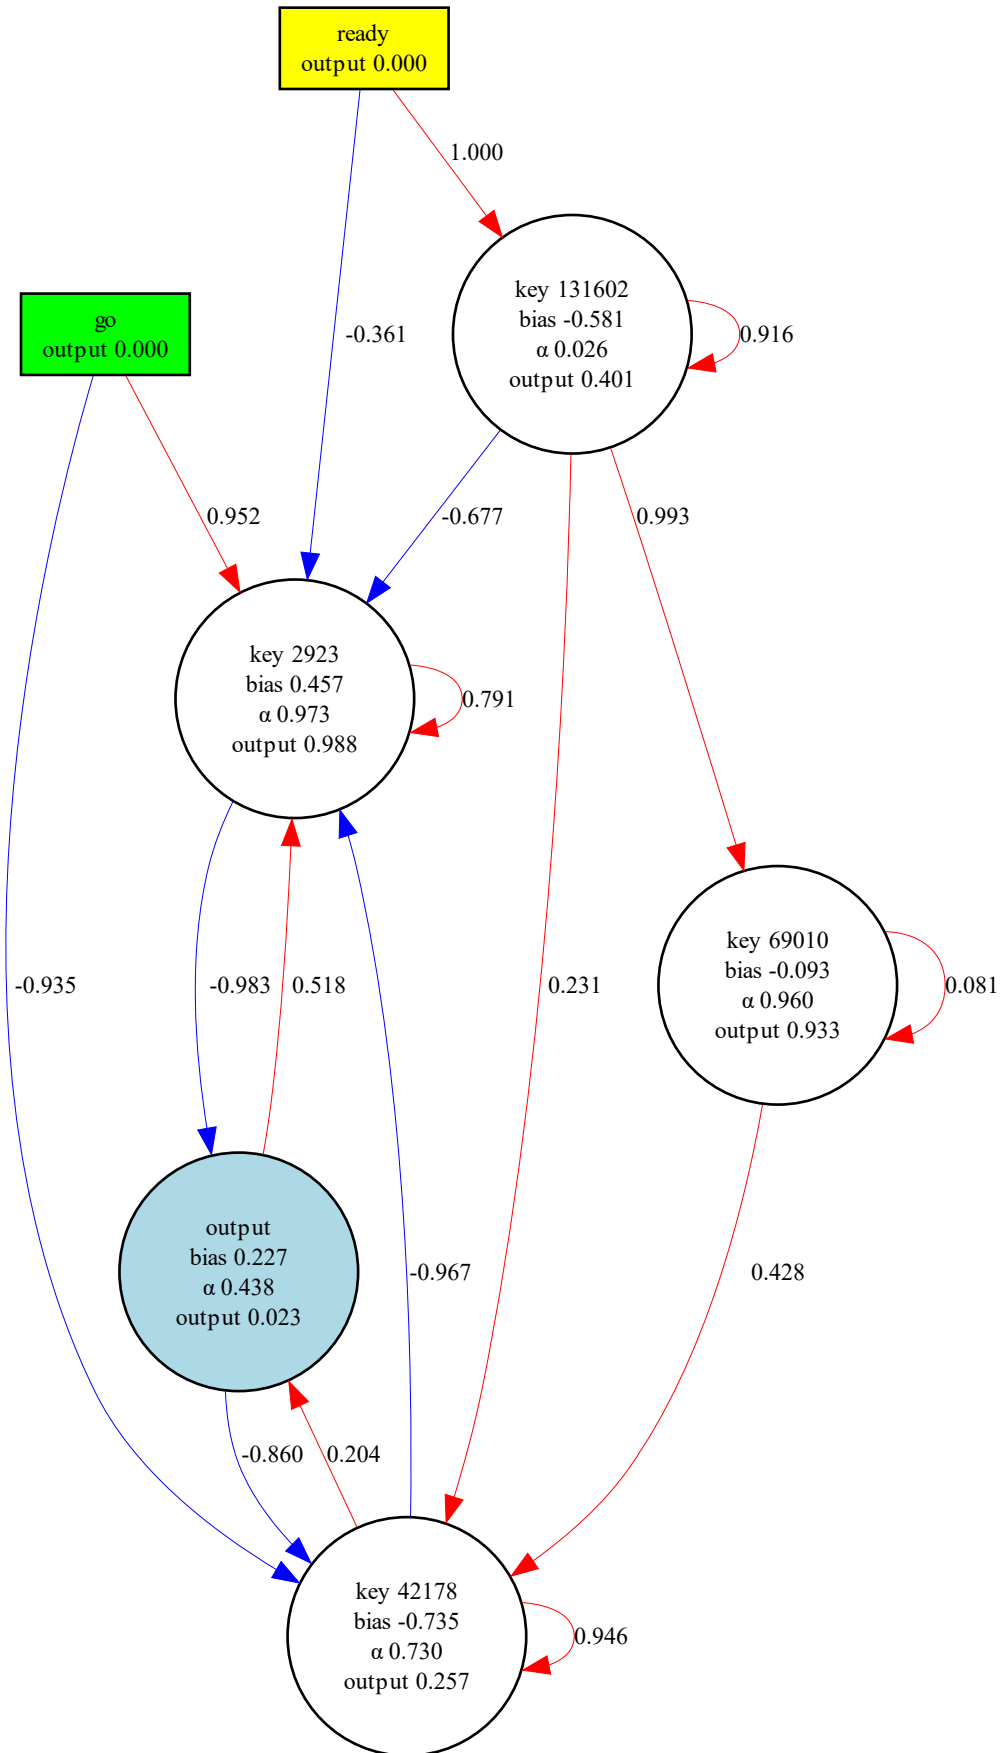 ready
output 0.000
1.000
key 131602
bias -0.581
α 0.026
output 0.401
0.916
-0.361
go
output 0.000
0.952
-0.677
0.993
key 2923
bias 0.457
α 0.973
output 0.988
0.791
key 69010
bias -0.093
α 0.960
output 0.933
0.081
-0.935
-0.983
0.518
0.231
output
bias 0.227
α 0.438
output 0.023
-0.967
0.428
-0.860
0.204
key 42178
bias -0.735
α 0.730
output 0.257
0.946